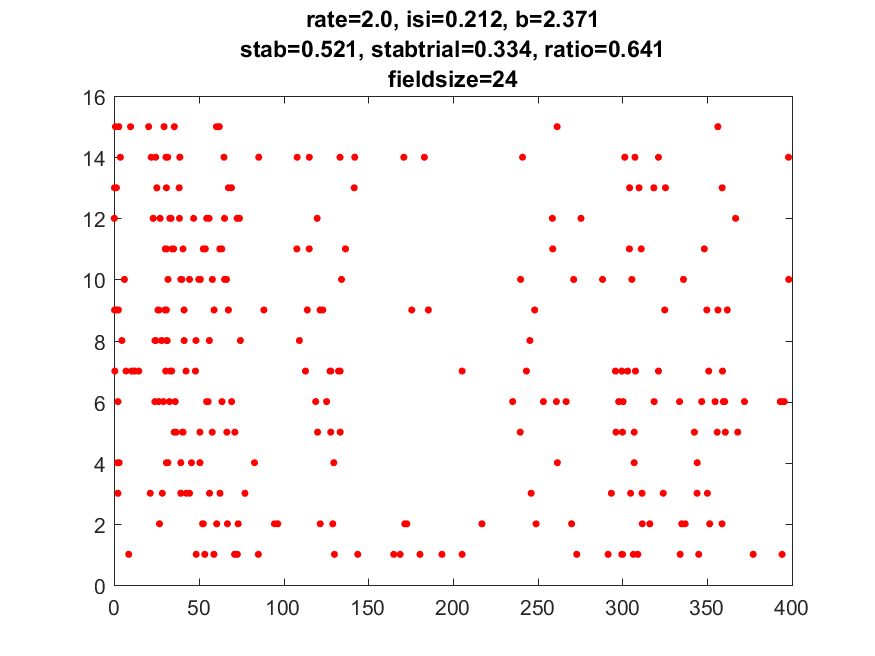 rate=2.0, isi=0.212, b=2.371
stab=0.521, stabtrial=0.334, ratio=0.641
fieldsize=24
16
14
12
10
8
6
4
2
0
0 50 100 150 200 250 300 350 400